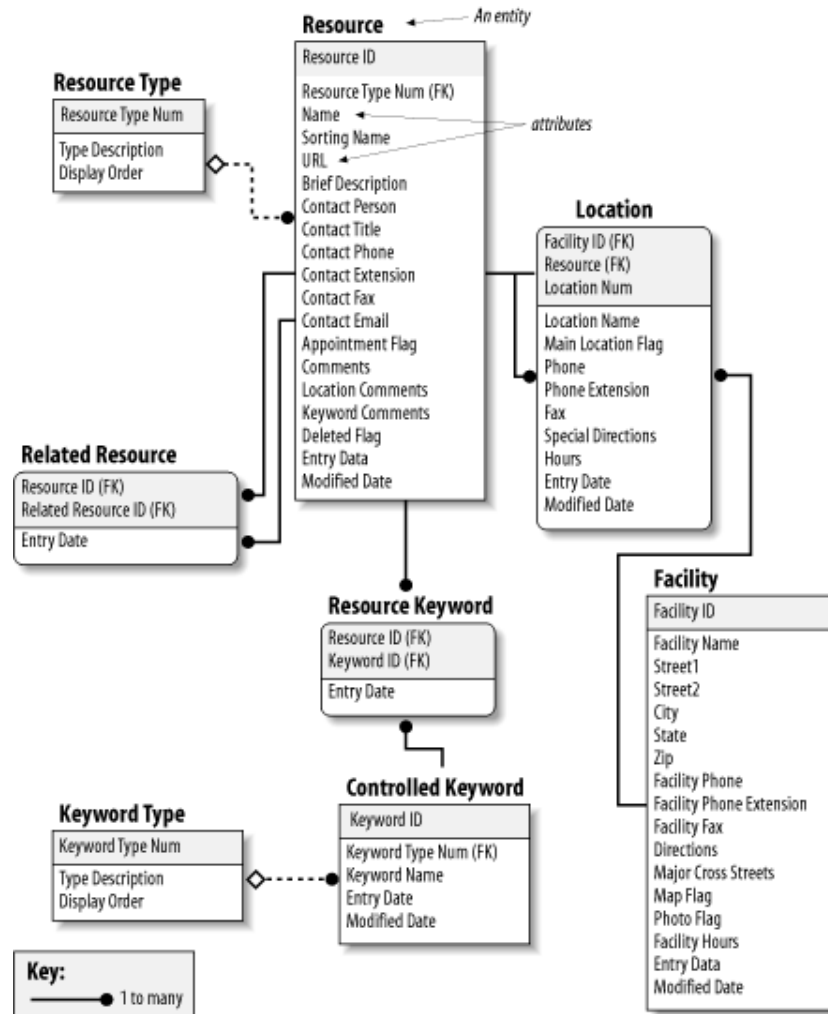 Resource
An entity
Resource ID
Resource Type Num (FK)
Name
Sorting Name
URL
Brief Description
Contact Person
Contact Title
Contact Phone
Contact Extension
Contact Fax
Contact Email
Appointment Flag
Comments
Location Comments
Keyword Comments
Deleted Flag
Entry Data
Modified Date
attributes
Resource Type
Resource Type Num
Type Description
Display Order
Location
Facility ID (FK)
Resource (FK)
Location Num
Location Name
Main Location Flag
Phone
Phone Extension
Fax
Special Directions
Hours
Entry Date
Modified Date
Related Resource
Resource ID (FK)
Related Resource ID (FK)
Entry Date
Resource Keyword
Resource ID (FK)
Keyword ID (FK)
Entry Date
Facility
Facility ID
Facility Name
Street1
Street2
City
State
Zip
Facility Phone
Facility Phone Extension
Facility Fax
Directions
Major Cross Streets
Map Flag
Photo Flag
Facility Hours
Entry Data
Modified Date
Controlled Keyword
Keyword ID
Keyword Type Num (FK)
Keyword Name
Entry Date
Modified Date
Keyword Type
Keyword Type Num
Type Description
Display Order
Key:
1 to many